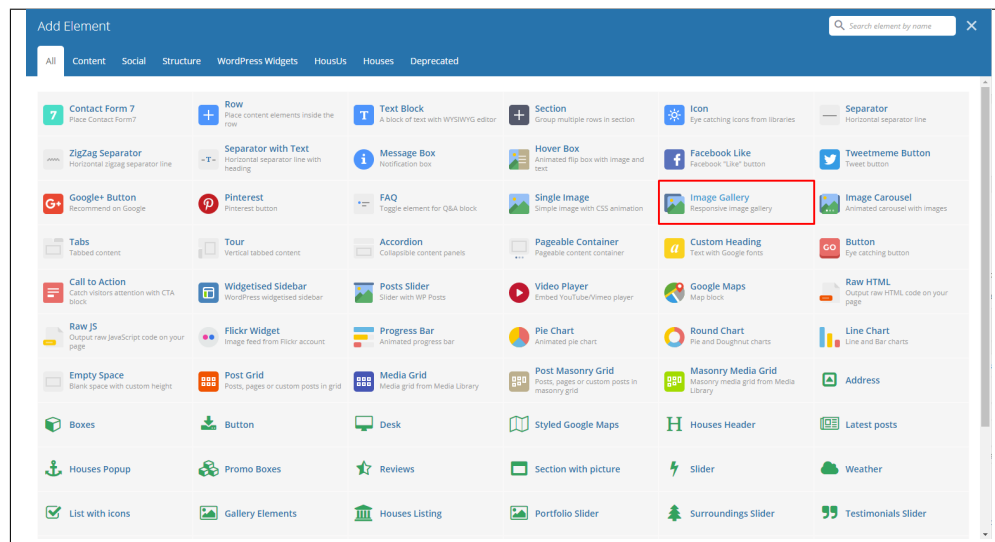 Add Element
Search element by name
All Content Social Structure WordPress Widgets HousUs Houses Deprecated
7
Contact Form 7
Place Contact Form7
Row
Place content elements inside the
row
T
Text Block
A block of text with WYSIWYG editor
Section
Group multiple rows in section
Icon
Eye catching icons from libraries
Separator
Horizontal separator line
ZigZag Separator
Horizontal zigzag separator line
-T-
Separator with Text
Horizontal separator line with
heading
i
Message Box
Notification box
Hover Box
Animated flip box with image and
text
f
Facebook Like
Facebook "Like" button
Tweetmeme Button
Tweet button
G+
Google+ Button
Recommend on Google
Pinterest
Pinterest button
FAQ
Toggle element for Q&A block
Single Image
Simple image with CSS animation
Image Gallery
Responsive image gallery
Image Carousel
Animated carousel with images
Tabs
Tabbed content
Tour
Vertical tabbed content
Accordion
Collapsible content panels
Pageable Container
Pageable content container
a
Custom Heading
Text with Google fonts
GO
Button
Eye catching button
Call to Action
Catch visitors attention with CTA
block
Widgetised Sidebar
WordPress widgetised sidebar
Posts Slider
Slider with WP Posts
Video Player
Embed YouTube/Vimeo player
Google Maps
Map block
Raw HTML
Output raw HTML code on your
page
Raw JS
Output raw JavaScript code on your
page
Flickr Widget
Image feed from Flickr account
Progress Bar
Animated progress bar
Pie Chart
Animated pie chart
Round Chart
Pie and Doughnut charts
Line Chart
Line and Bar charts
Empty Space
Blank space with custom height
Post Grid
Posts, pages or custom posts in grid
Media Grid
Media grid from Media Library
Post Masonry Grid
Posts, pages or custom posts in
masonry grid
Masonry Media Grid
Masonry media grid from Media
Library
Address
Boxes
Button
Desk
Styled Google Maps
H
Houses Header
Latest posts
Houses Popup
Promo Boxes
Reviews
Section with picture
Slider
Weather
List with icons
Gallery Elements
Houses Listing
Portfolio Slider
Surroundings Slider
Testimonials Slider